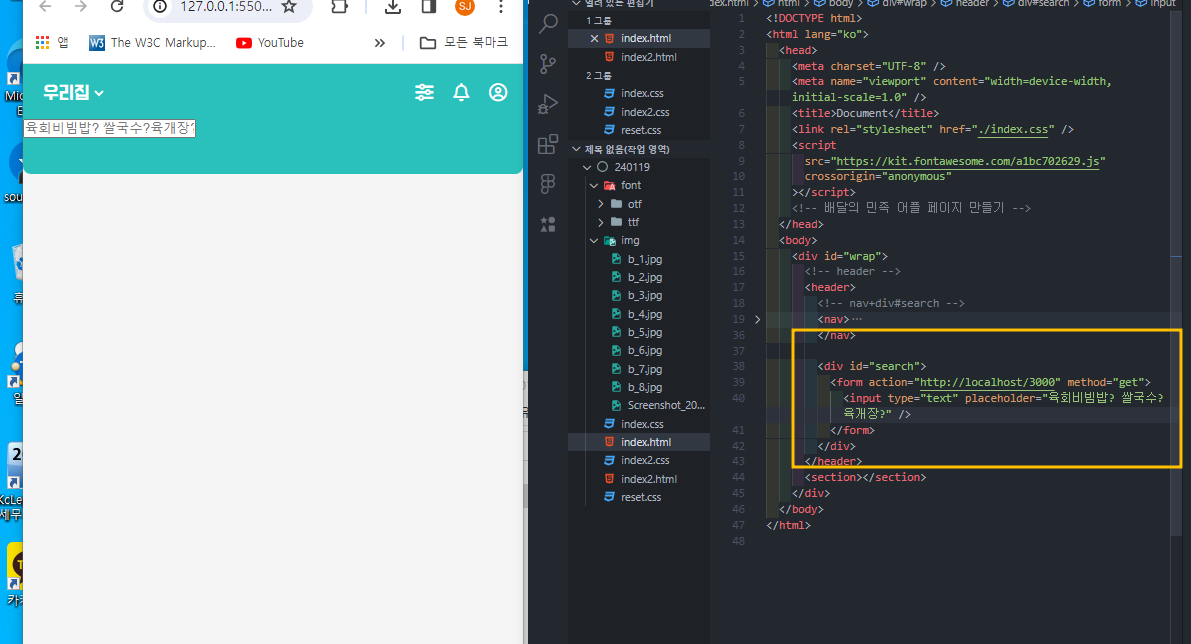 127.0.0.1:550...
SJ
앱
The W3C Markup...
YouTube
모든 북마크
우리집
육회비빔밥? 쌀국수?육개장?
열려 있는 편집기
1 그룹
index.html
index2.html
2 그룹
index.css
index2.css
reset.css
제목 없음(작업 영역)
240119
font
otf
ttf
img
b_1.jpg
b_2.jpg
b_3.jpg
b_4.jpg
b_5.jpg
b_6.jpg
b_7.jpg
b_8.jpg
Screenshot_20...
index.css
index.html
index2.css
index2.html
reset.css
dex.html > html > body > div#wrap > header > div#search > form > input
1 <!DOCTYPE html>
2 <html lang="ko">
3 <head>
4 <meta charset="UTF-8" />
5 <meta name="viewport" content="width=device-width,
initial-scale=1.0" />
6 <title>Document</title>
7 <link rel="stylesheet" href="./index.css" />
8 <script
9 src="https://kit.fontawesome.com/a1bc702629.js"
10 crossorigin="anonymous"
11 ></script>
12 <!-- 배달의 민족 어플 페이지 만들기 -->
13 </head>
14 <body>
15 <div id="wrap">
16 <!-- header -->
17 <header>
18 <!-- nav+div#search -->
19 <nav>…
36 </nav>
37
38 <div id="search">
39 <form action="http://localhost/3000" method="get">
40 <input type="text" placeholder="육회비빔밥? 쌀국수?
육개장?" />
41 </form>
42 </div>
43 </header>
44 <section></section>
45 </div>
46 </body>
47 </html>
48